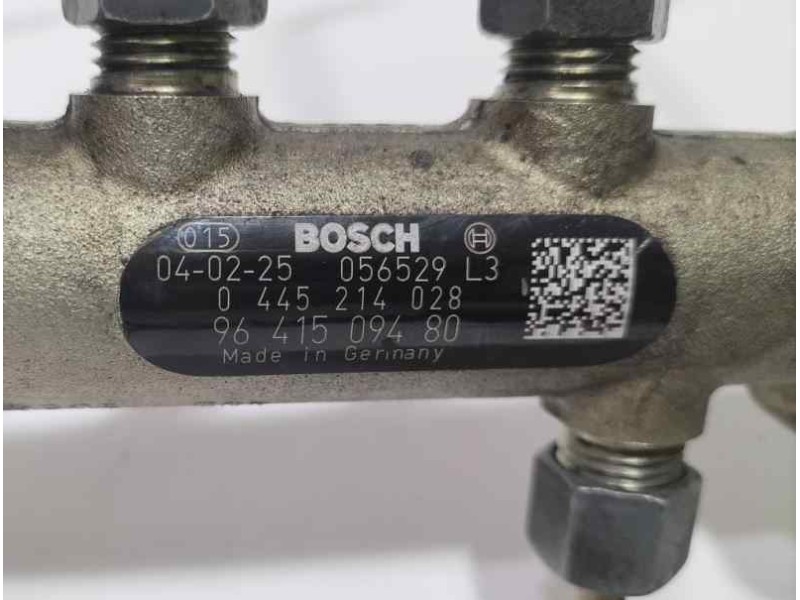 015 BOSCH H
04-02-25 056529 L3
0 445 214 028
96 415 094 80
Made in Germany